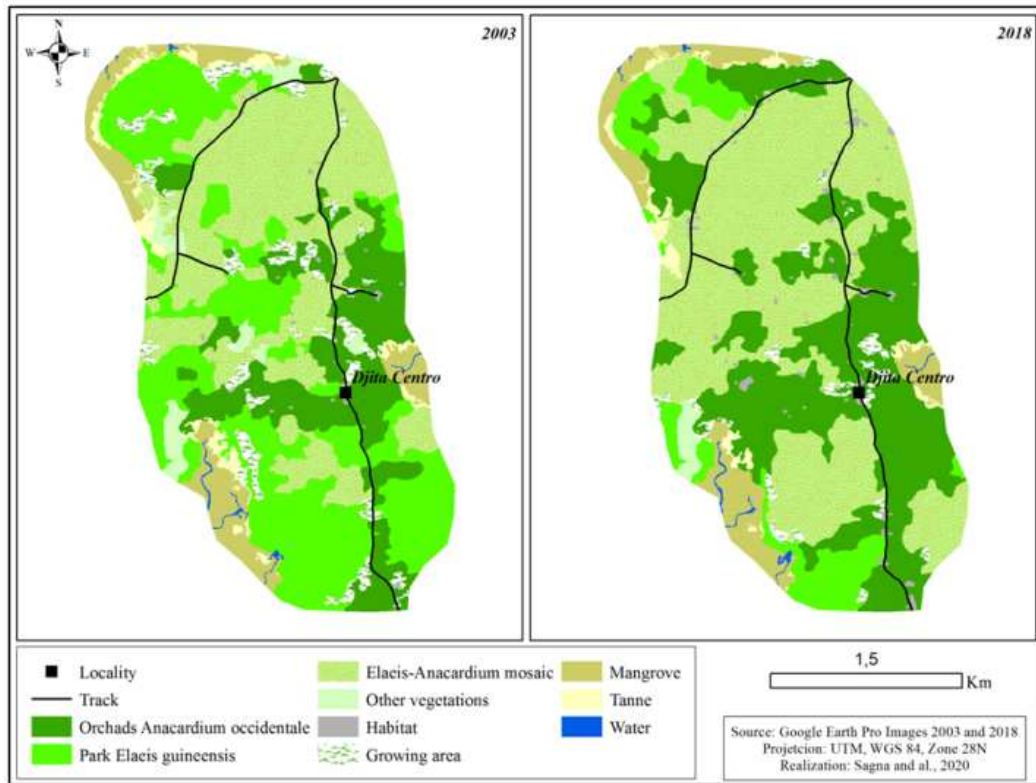 N
W E
S
2003
Djita Centro
2018
Djita Centro
Locality
Track
Orchads Anacardium occidentale
Park Elaeis guineensis
Elaeis-Anacardium mosaic
Other vegetations
Habitat
Growing area
Mangrove
Tanne
Water
1,5
Km
Source: Google Earth Pro Images 2003 and 2018
Projetcion: UTM, WGS 84, Zone 28N
Realization: Sagna and al., 2020